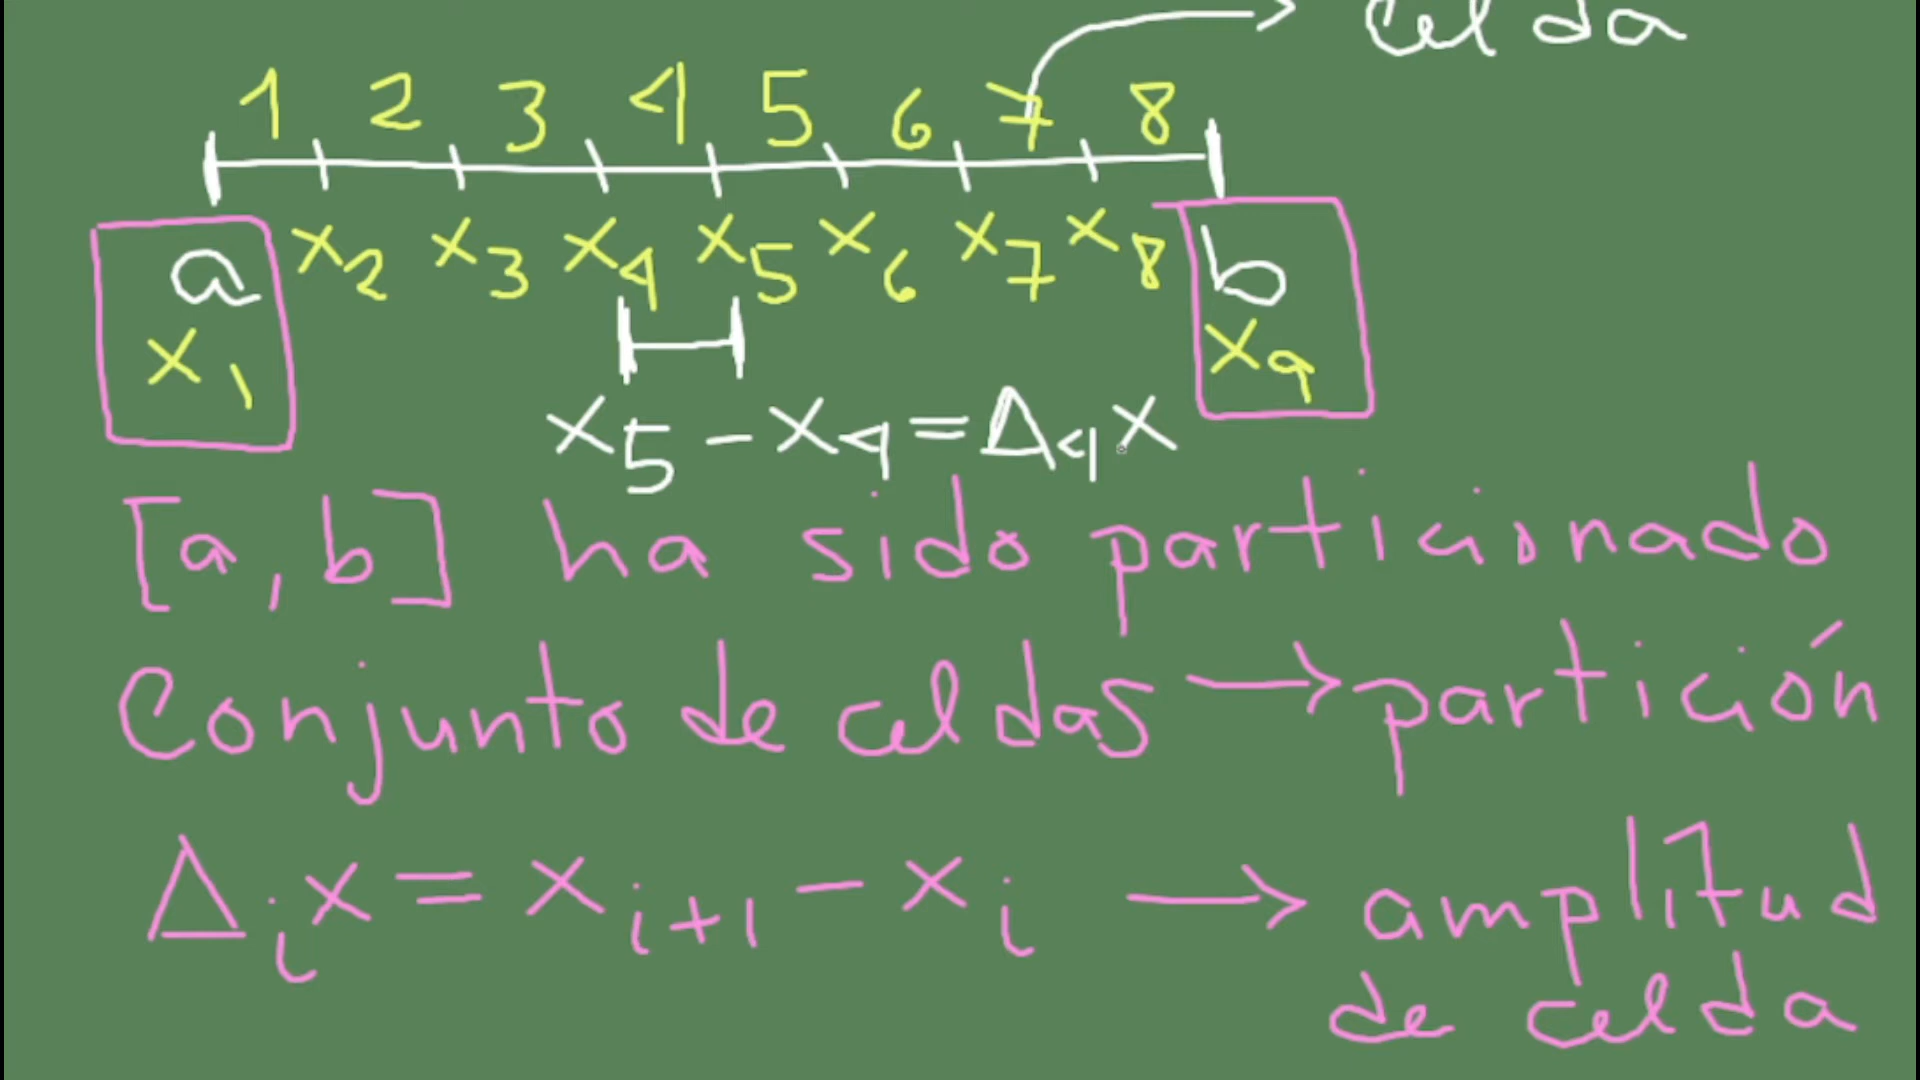 celda
1 2 3 4 5 6 7 8
a x₂ x₃ x₄ x₅ x₆ x₇ x₈ b
x₁ x₉
x₅ - x₄ = Δ₄x
[a, b] ha sido particionado
Conjunto de celdas → partición
Δᵢx = xᵢ₊₁ - xᵢ → amplitud
de celda